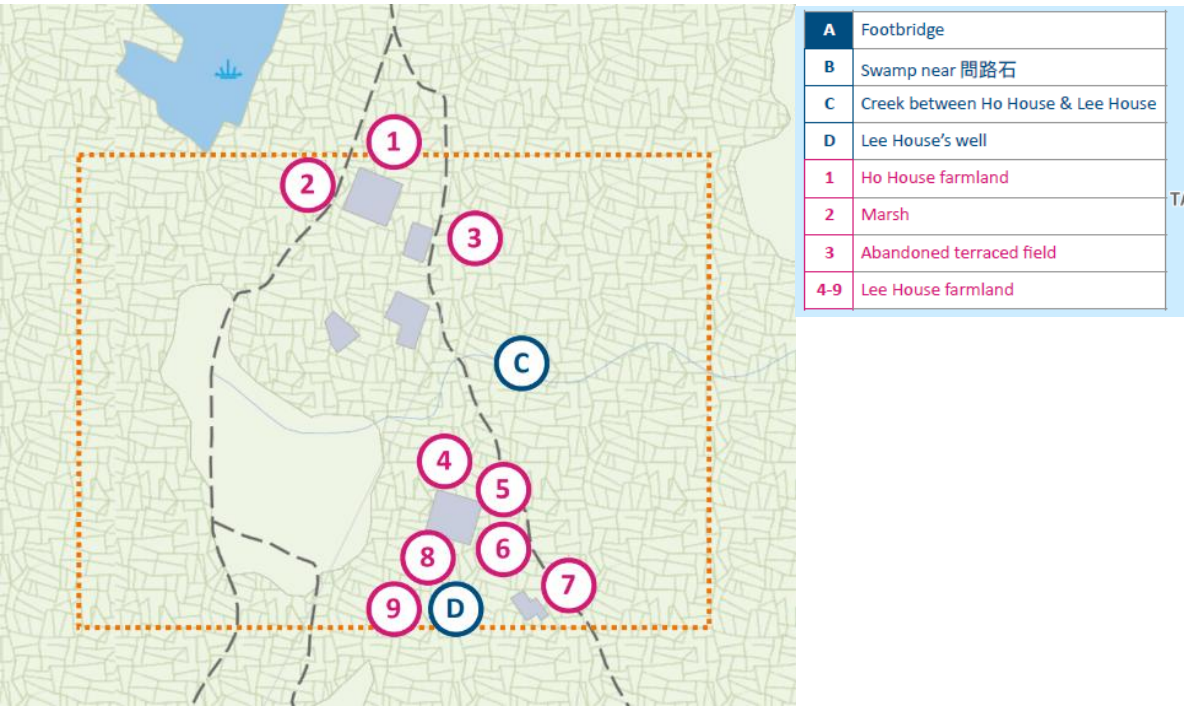 1
2
3
C
4
5
6
8
7
9
D
A Footbridge
B Swamp near 問路石
C Creek between Ho House & Lee House
D Lee House's well
1 Ho House farmland
2 Marsh
TA
3 Abandoned terraced field
4-9 Lee House farmland